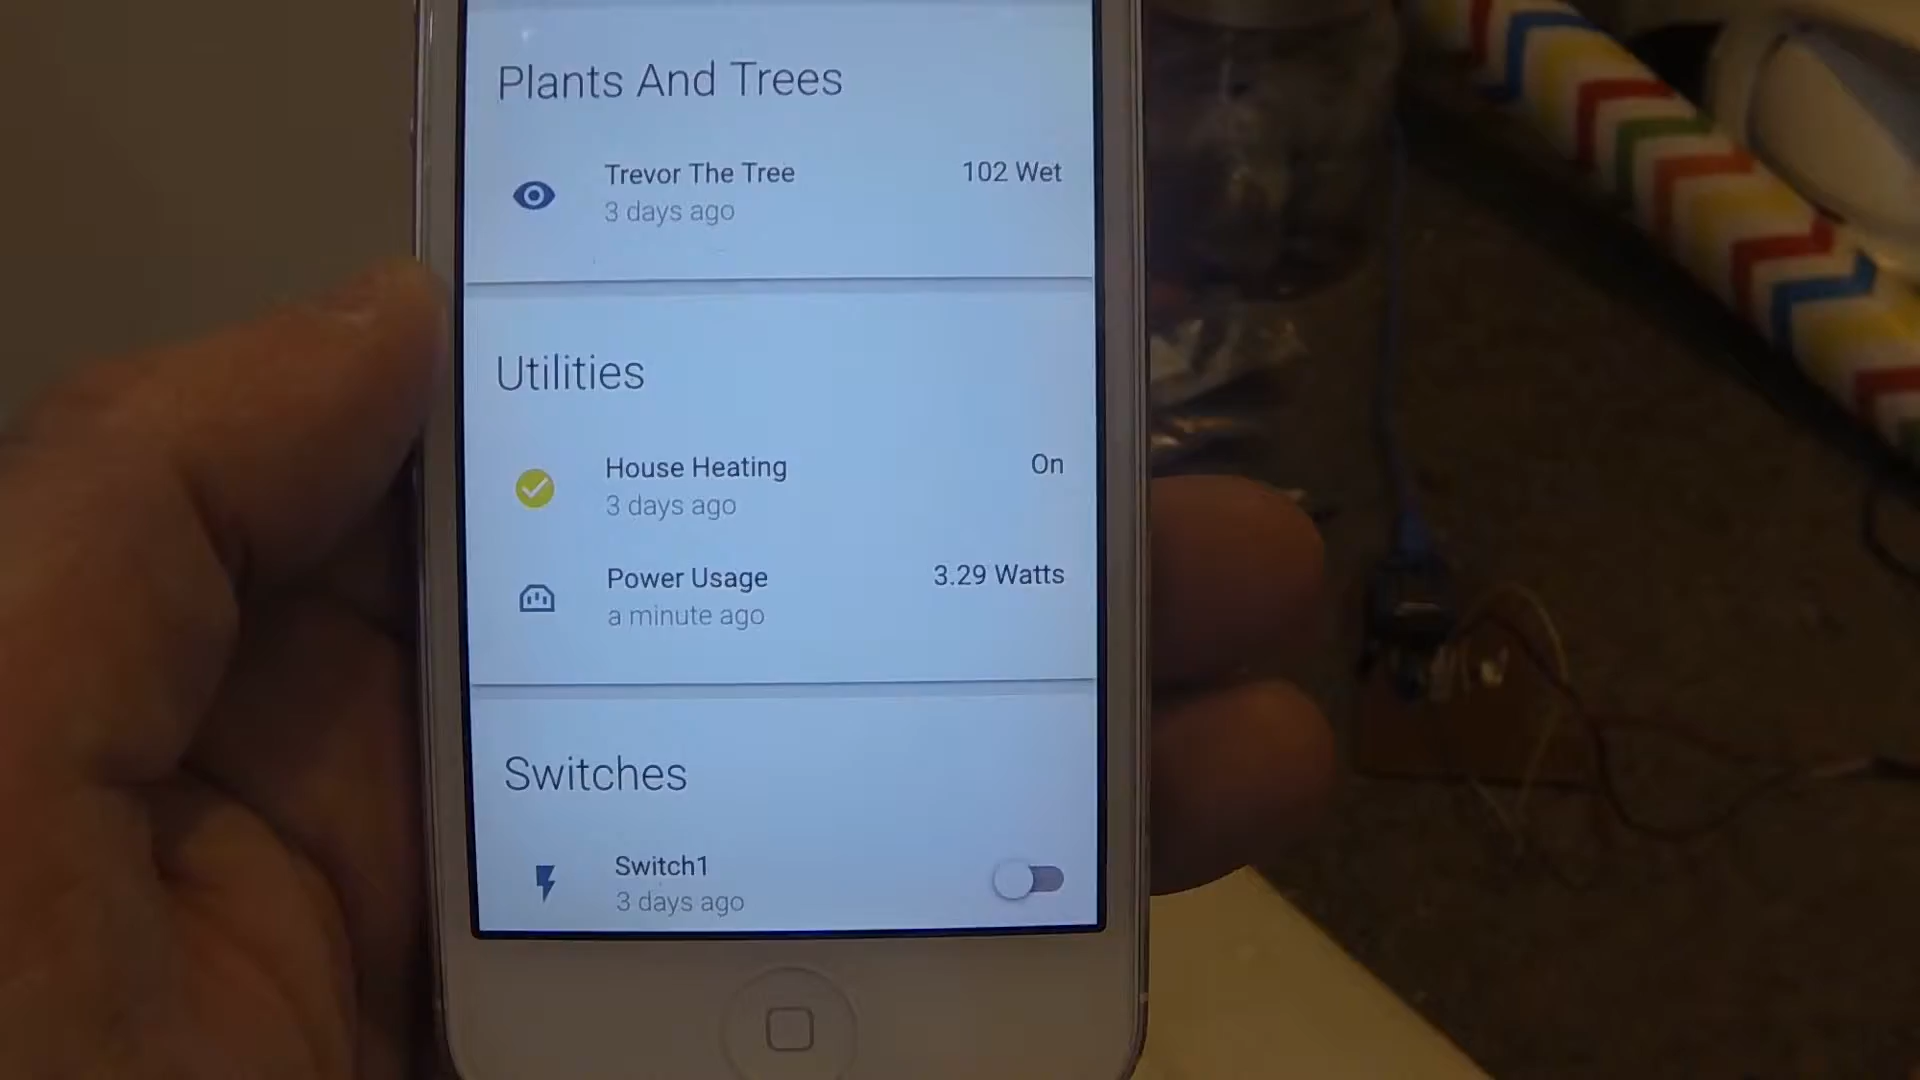 Plants And Trees
Trevor The Tree 102 Wet
3 days ago
Utilities
House Heating On
3 days ago
Power Usage 3.29 Watts
a minute ago
Switches
Switch1
3 days ago